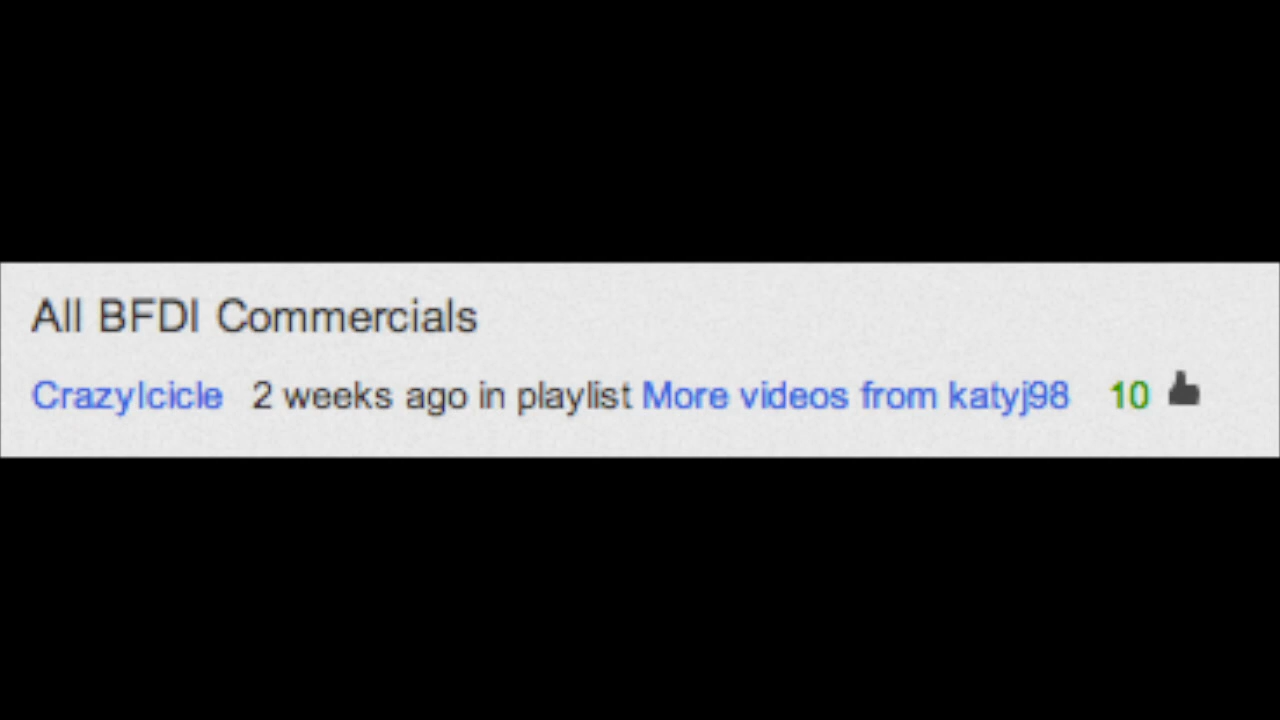 All BFDI Commercials
CrazyIcicle 2 weeks ago in playlist More videos from katyj98 10